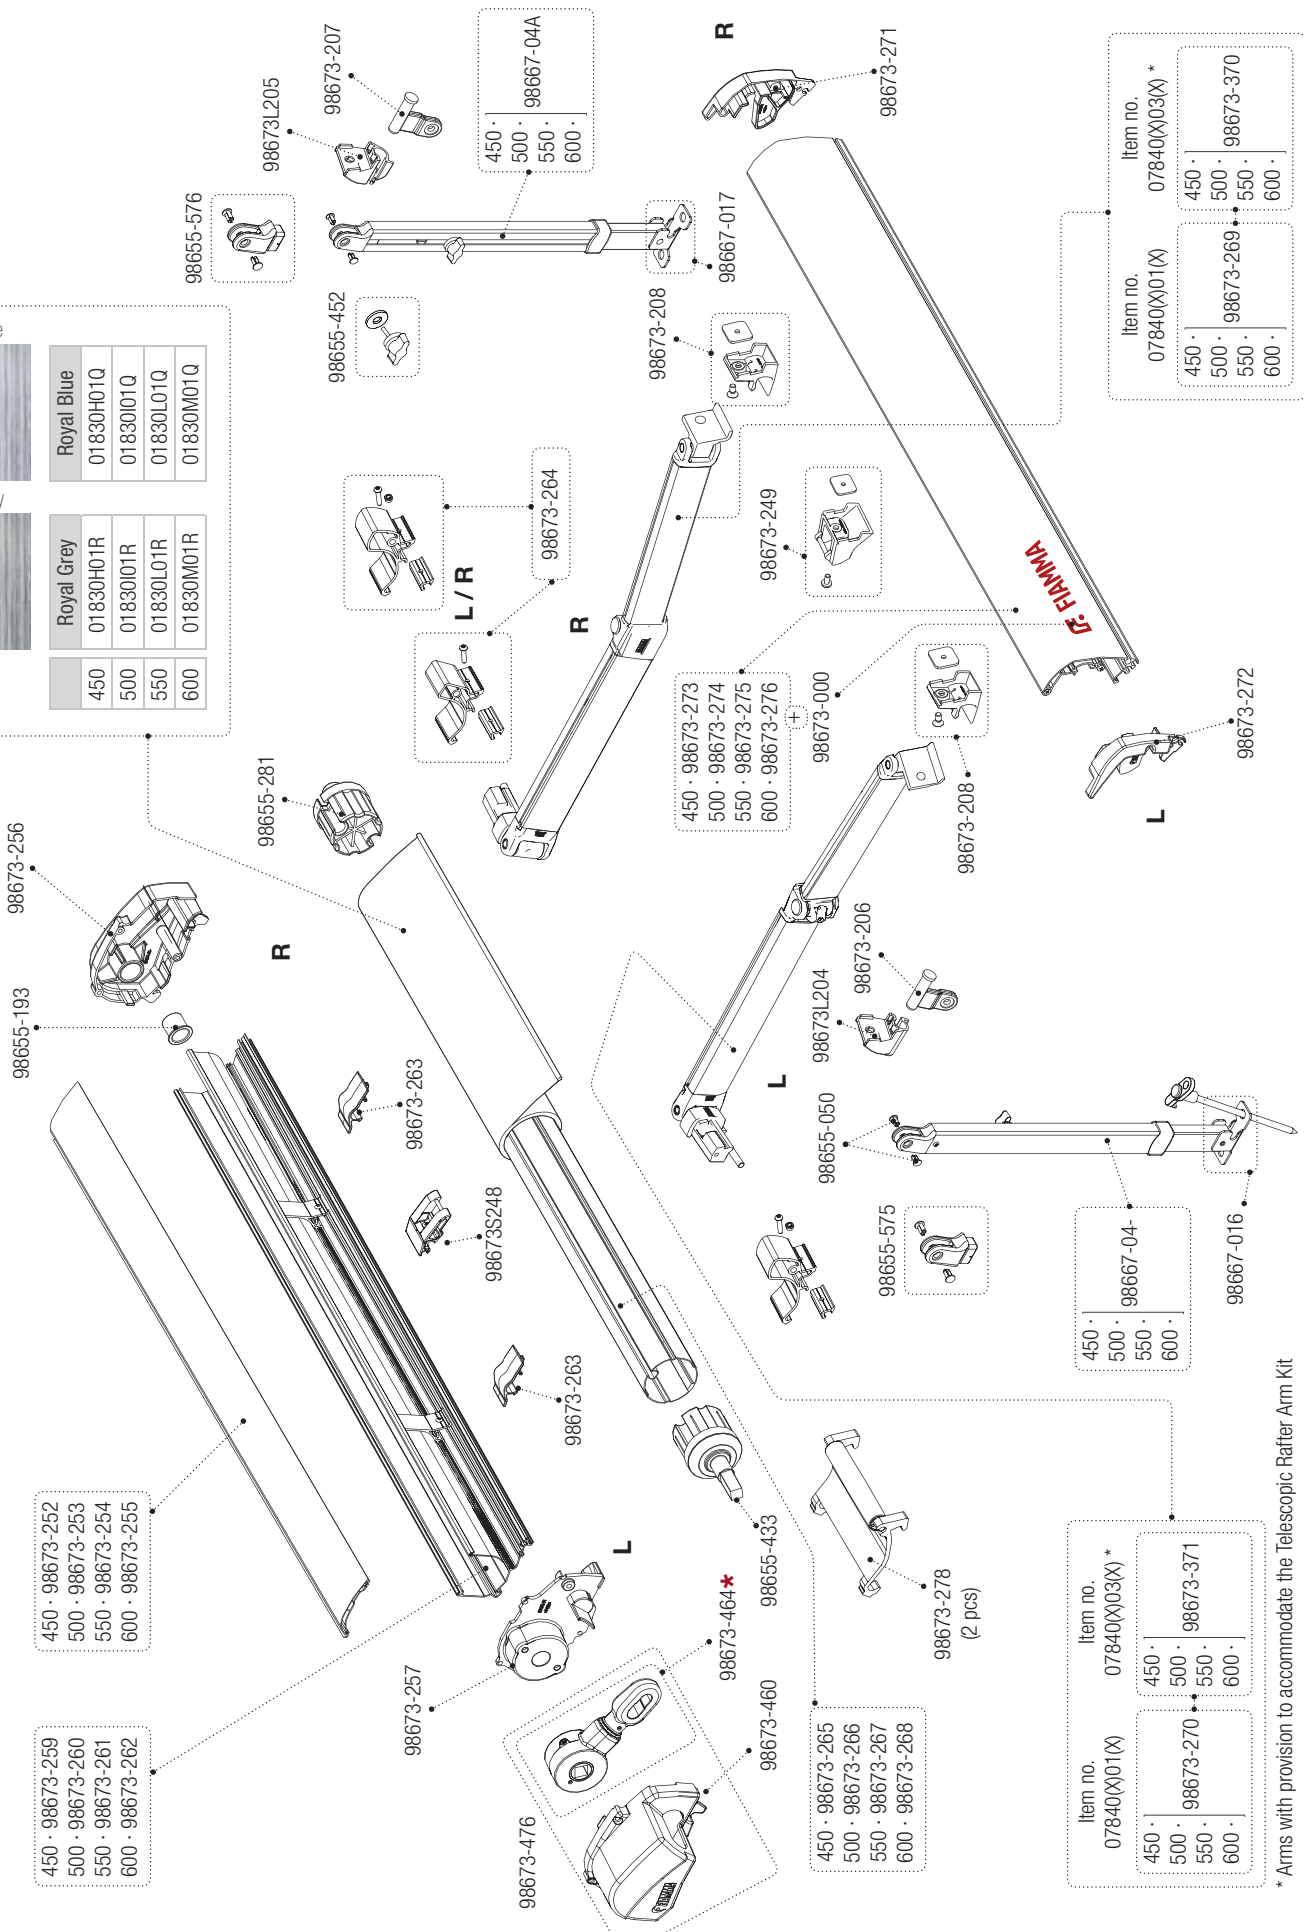 450 · 98673-259
500 · 98673-260
550 · 98673-261
600 · 98673-262
450 · 98673-252
500 · 98673-253
550 · 98673-254
600 · 98673-255
98655-193
98673-256
R
98673-263
98673S248
98673-263
98673-257
L
98673-476
98673-464*
98673-460
FIAMMA
98655-433
98673-278
(2 pcs)
450 · 98673-265
500 · 98673-266
550 · 98673-267
600 · 98673-268
98655-281
Royal Grey
Royal Blue
450 01830H01R 01830H01Q
500 01830I01R 01830I01Q
550 01830L01R 01830L01Q
600 01830M01R 01830M01Q
98655-576
98673L205
98673-207
98655-452
450 ·
500 ·
550 ·
600 ·
98667-04A
98667-017
98673-208
L / R
98673-264
R
98673-249
450 · 98673-273
500 · 98673-274
550 · 98673-275
600 · 98673-276
+
98673-000
FIAMMA
R
98673-271
98673-208
L
98673-272
L
98673L204
98673-206
98655-050
98655-575
450 ·
500 ·
550 ·
600 ·
98667-04-
98667-016
Item no.
07840(X)01(X)
450 ·
500 ·
550 ·
600 ·
98673-269
Item no.
07840(X)03(X) *
450 ·
500 ·
550 ·
600 ·
98673-370
Item no.
07840(X)01(X)
450 ·
500 ·
550 ·
600 ·
98673-270
Item no.
07840(X)03(X) *
450 ·
500 ·
550 ·
600 ·
98673-371
* Arms with provision to accommodate the Telescopic Rafter Arm Kit